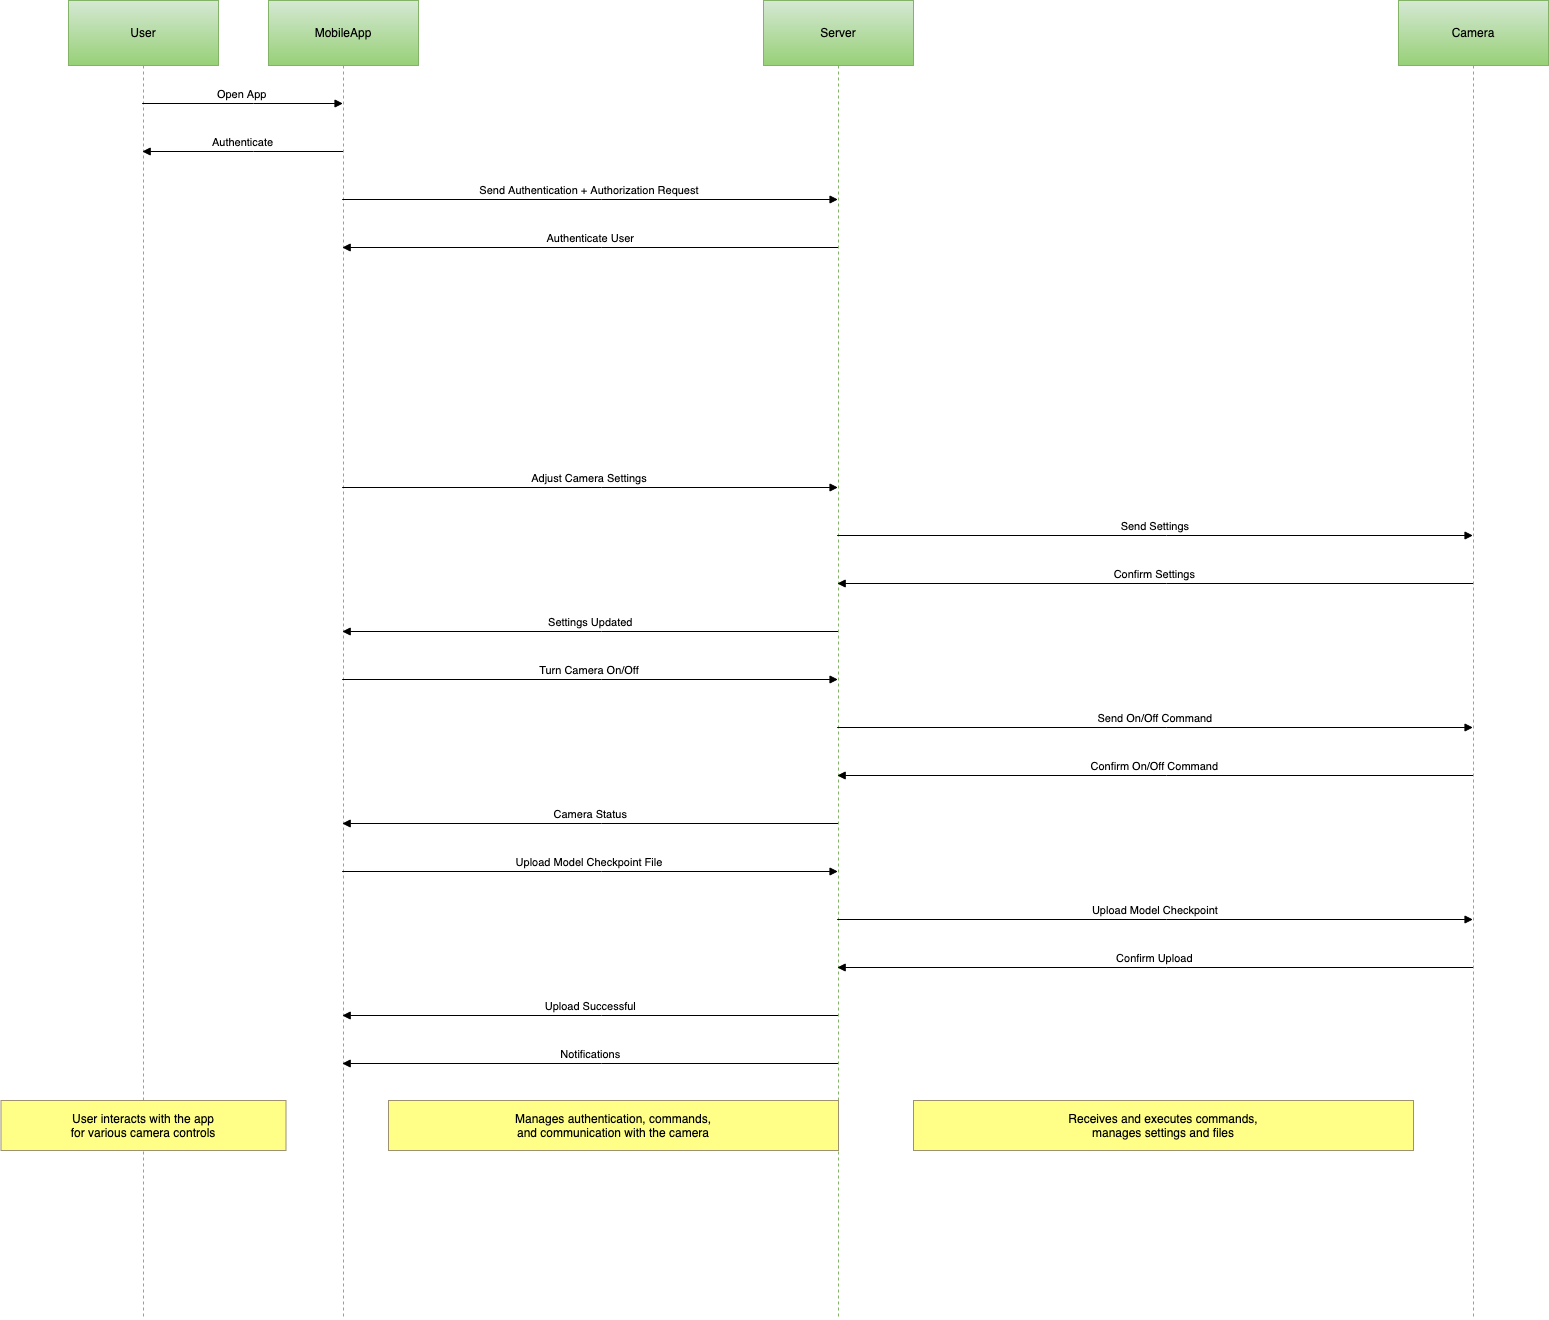 User
MobileApp
Server
Camera
Open App
Authenticate
Send Authentication + Authorization Request
Authenticate User
Adjust Camera Settings
Send Settings
Confirm Settings
Settings Updated
Turn Camera On/Off
Send On/Off Command
Confirm On/Off Command
Camera Status
Upload Model Checkpoint File
Upload Model Checkpoint
Confirm Upload
Upload Successful
Notifications
User interacts with the app
for various camera controls
Manages authentication, commands,
and communication with the camera
Receives and executes commands,
manages settings and files